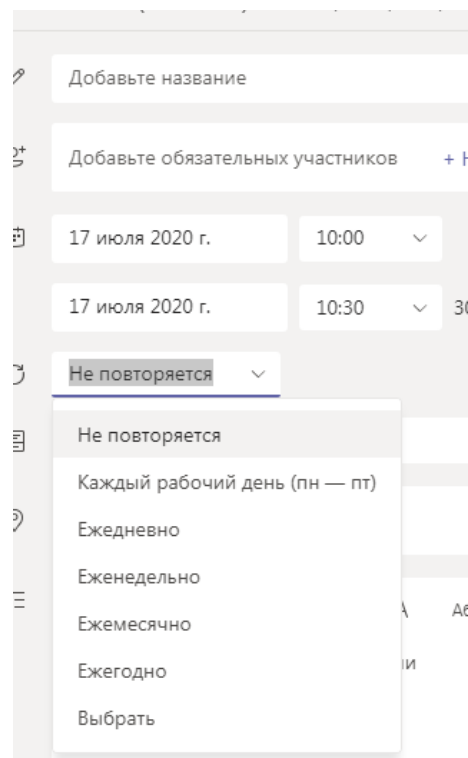 Добавьте название
Добавьте обязательных участников +
17 июля 2020 г. 10:00
17 июля 2020 г. 10:30 30
Не повторяется
Не повторяется
Каждый рабочий день (пн — пт)
Ежедневно
Еженедельно
Ежемесячно
Ежегодно
Выбрать